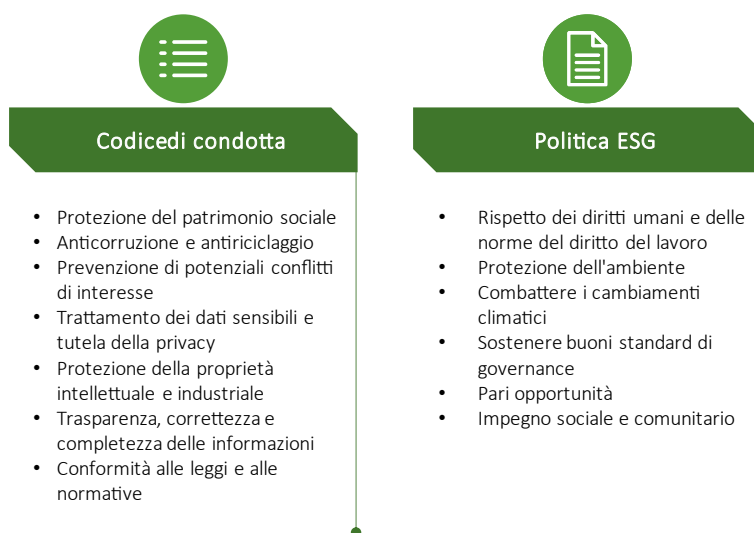 Codicedi condotta
• Protezione del patrimonio sociale
• Anticorruzione e antiriciclaggio
• Prevenzione di potenziali conflitti
di interesse
• Trattamento dei dati sensibili e
tutela della privacy
• Protezione della proprietà
intellettuale e industriale
• Trasparenza, correttezza e
completezza delle informazioni
• Conformità alle leggi e alle
normative
Politica ESG
• Rispetto dei diritti umani e delle
norme del diritto del lavoro
• Protezione dell'ambiente
• Combattere i cambiamenti
climatici
• Sostenere buoni standard di
governance
• Pari opportunità
• Impegno sociale e comunitario